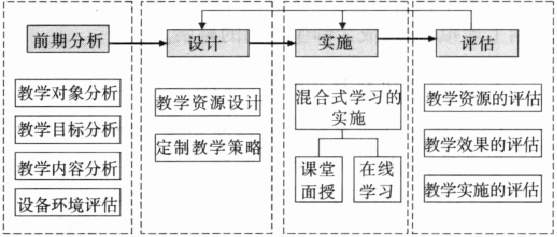 前期分析
设计
实施
评估
教学对象分析
教学目标分析
教学内容分析
设备环境评估
教学资源设计
定制教学策略
混合式学习的
实施
课堂
面授
在线
学习
教学资源的评估
教学效果的评估
教学实施的评估